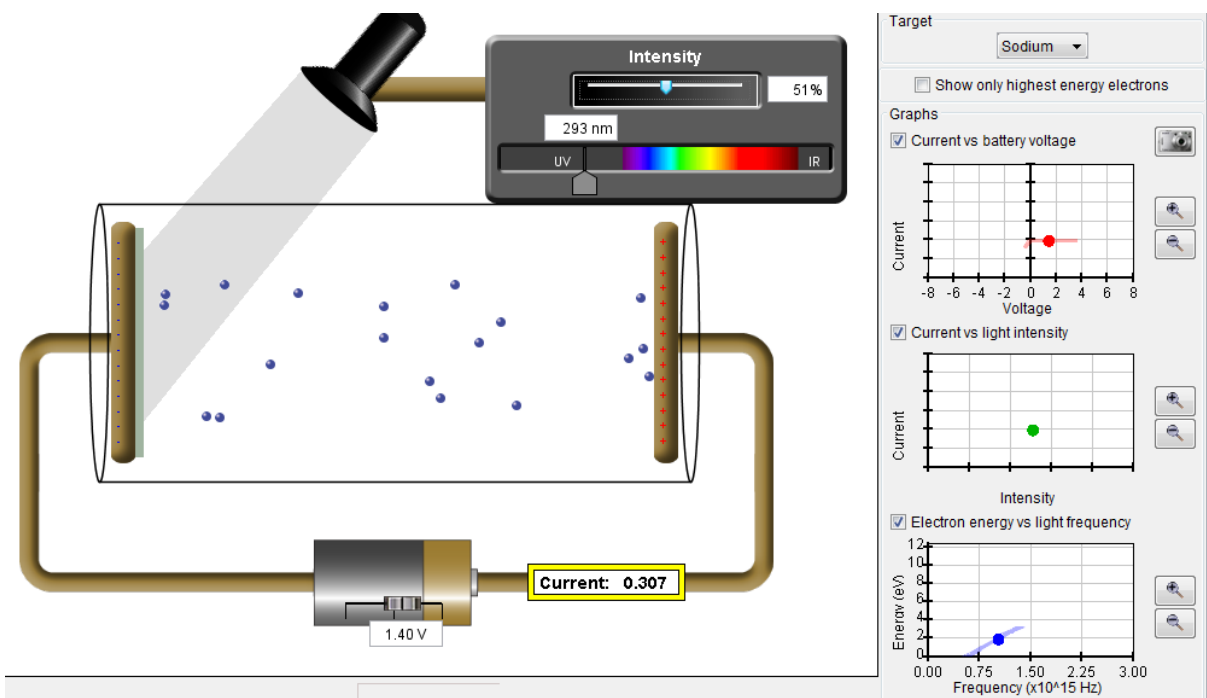 Intensity
51%
293 nm
UV
IR
Current: 0.307
1.40 V
Target
Sodium
Show only highest energy electrons
Graphs
Current vs battery voltage
Current
-8 -6 -4 -2 0 2 4 6 8
Voltage
Current vs light intensity
Current
Intensity
Electron energy vs light frequency
Energy (eV)
12
10
8
6
4
2
0
0.00 0.75 1.50 2.25 3.00
Frequency (x10^15 Hz)